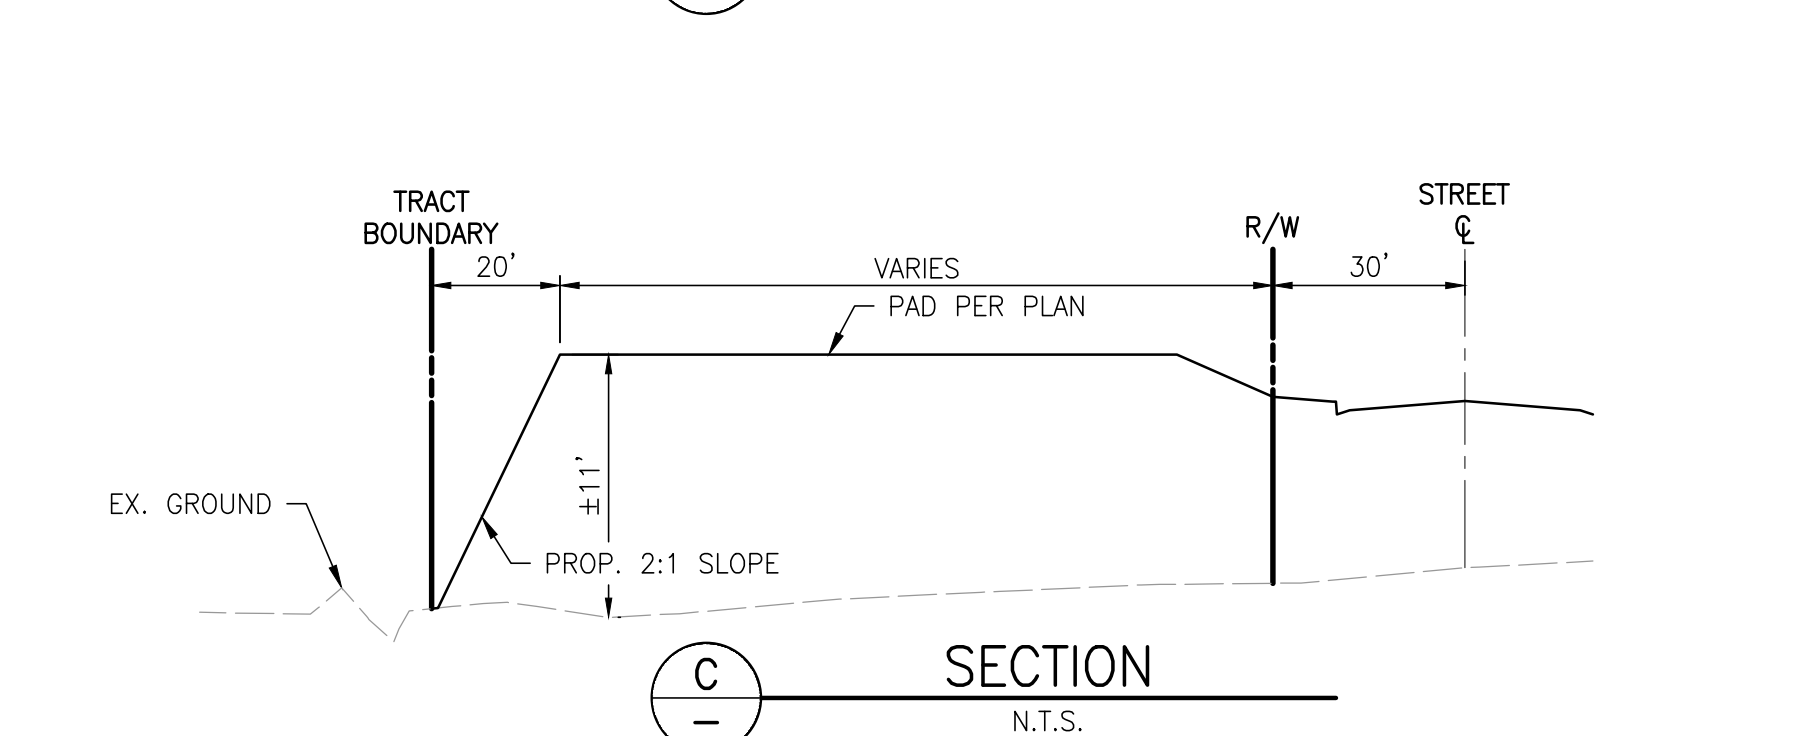 TRACT
BOUNDARY
R/W
STREET
℄
20'
VARIES
30'
PAD PER PLAN
±11'
EX. GROUND
PROP. 2:1 SLOPE
C
–
SECTION
N.T.S.